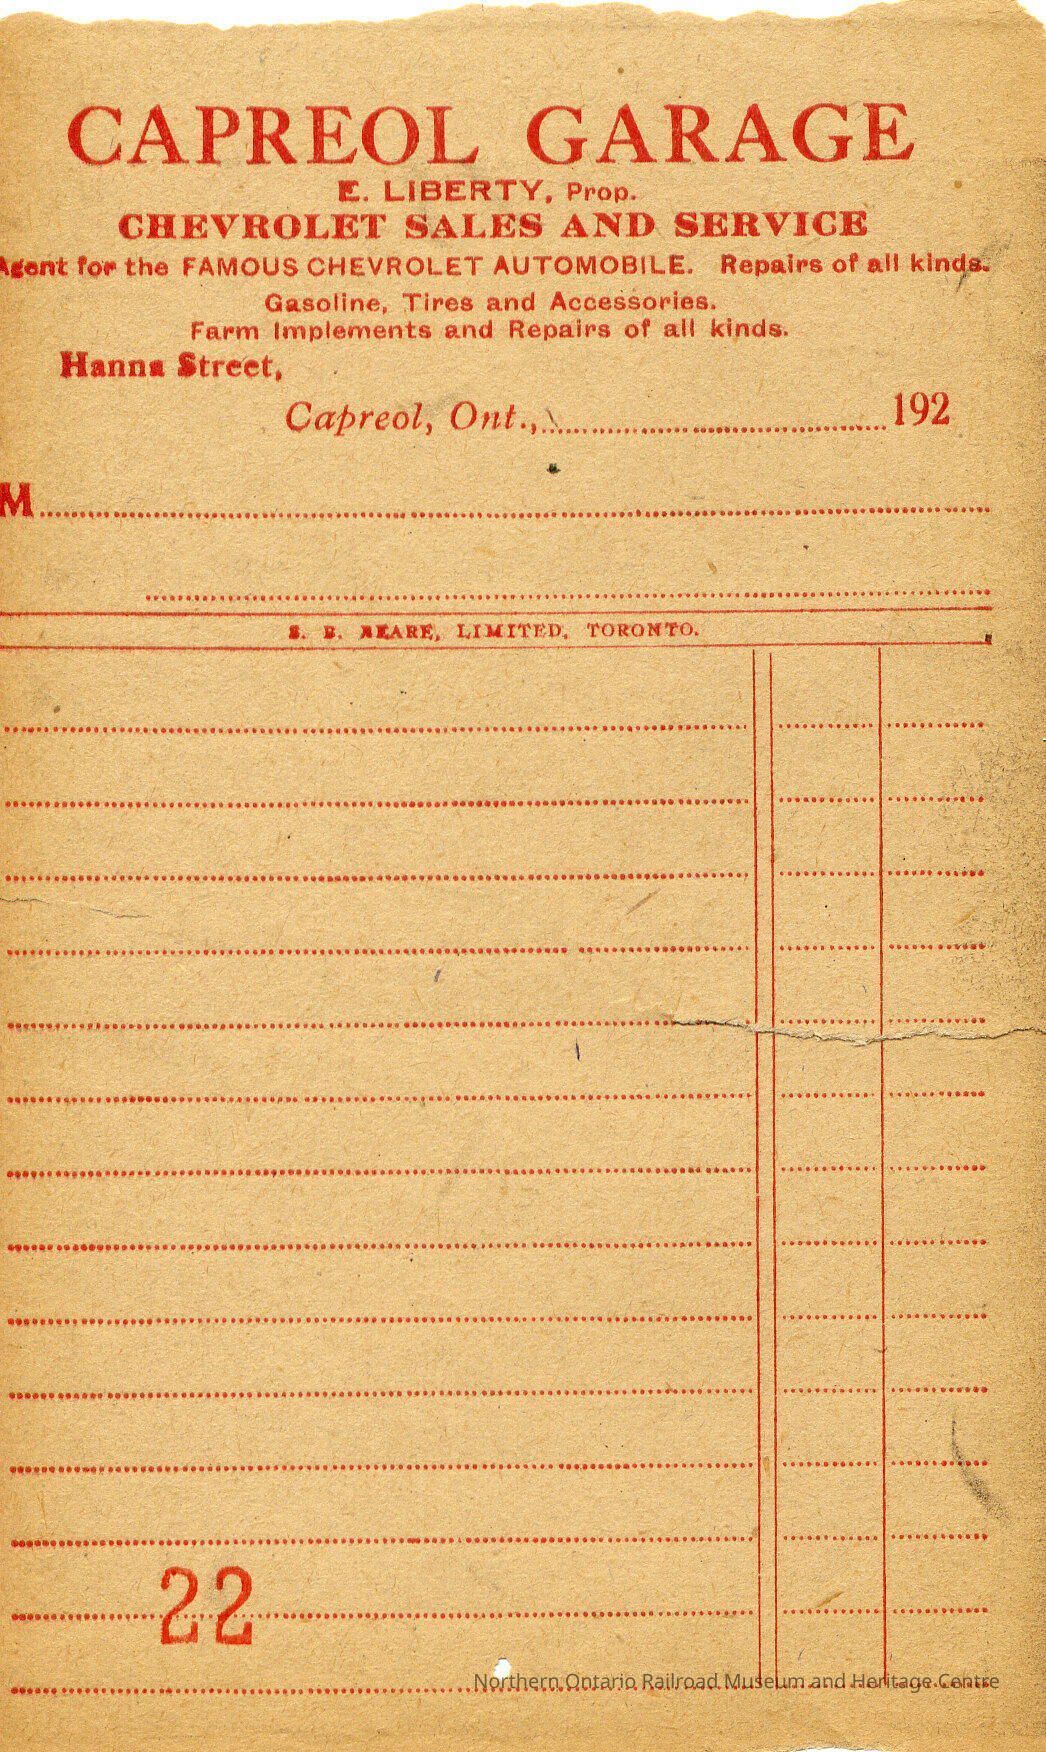 CAPREOL GARAGE
E. LIBERTY, Prop.
CHEVROLET SALES AND SERVICE
Agent for the FAMOUS CHEVROLET AUTOMOBILE. Repairs of all kinds.
Gasoline, Tires and Accessories.
Farm Implements and Repairs of all kinds.
Hanna Street,
Capreol, Ont., 192
M
S. B. BEARE, LIMITED, TORONTO.
22
Northern Ontario Railroad Museum and Heritage Centre